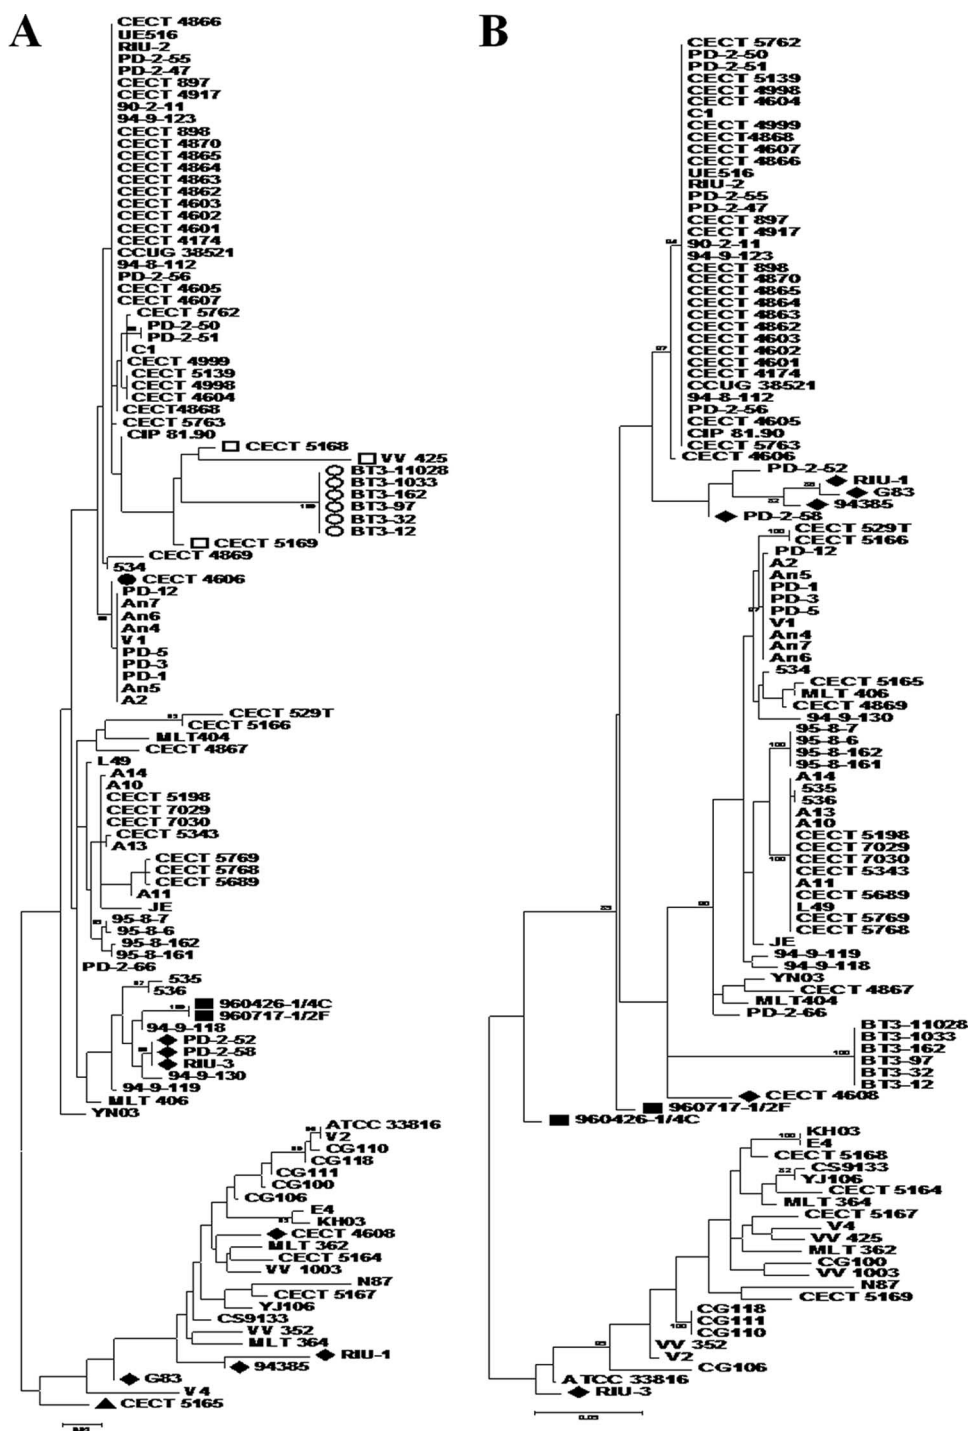 A
CECT 4866
UE516
RIU-2
PD-2-55
PD-2-47
CECT 897
CECT 4917
90-2-11
94-9-123
CECT 898
CECT 4870
CECT 4865
CECT 4864
CECT 4863
CECT 4862
CECT 4603
CECT 4602
CECT 4601
CECT 4174
CCUG 38521
94-8-112
PD-2-56
CECT 4605
CECT 4607
CECT 5762
PD-2-50
PD-2-51
C1
CECT 4999
CECT 5139
CECT 4998
CECT 4604
CECT4868
CECT 5763
CIP 81.90
CECT 5168
VV 425
BT3-11028
BT3-1033
BT3-162
BT3-97
100
BT3-32
BT3-12
CECT 5169
CECT 4869
534
CECT 4606
PD-12
An7
An6
An4
V1
PD-5
PD-3
PD-1
An5
A2
CECT 529T
CECT 5166
MLT404
CECT 4867
L49
A14
A10
CECT 5198
CECT 7029
CECT 7030
CECT 5343
A13
CECT 5769
CECT 5768
CECT 5689
A11
JE
95-8-7
95-8-6
95-8-162
95-8-161
PD-2-66
535
536
960426-1/4C
100
960717-1/2F
94-9-118
PD-2-52
PD-2-58
RIU-3
94-9-130
94-9-119
MLT 406
YN03
ATCC 33816
V2
CG110
CG118
CG111
CG100
CG106
E4
KH03
CECT 4608
MLT 362
CECT 5164
VV 1003
N87
CECT 5167
YJ106
CS9133
VV 352
MLT 364
RIU-1
94385
G83
V4
CECT 5165
B
CECT 5762
PD-2-50
PD-2-51
CECT 5139
CECT 4998
CECT 4604
C1
CECT 4999
CECT4868
CECT 4607
CECT 4866
UE516
RIU-2
PD-2-55
PD-2-47
CECT 897
CECT 4917
90-2-11
94-9-123
CECT 898
CECT 4870
CECT 4865
CECT 4864
CECT 4863
CECT 4862
CECT 4603
97
CECT 4602
CECT 4601
CECT 4174
CCUG 38521
94-8-112
PD-2-56
CECT 4605
CIP 81.90
CECT 5763
CECT 4606
PD-2-52
RIU-1
G83
94385
PD-2-58
CECT 529T
100
CECT 5166
PD-12
A2
An5
PD-1
PD-3
PD-5
V1
An4
An7
An6
534
CECT 5165
MLT 406
CECT 4869
94-9-130
95-8-7
95-8-6
100
95-8-162
95-8-161
A14
535
536
A13
A10
CECT 5198
CECT 7029
CECT 7030
100
CECT 5343
A11
CECT 5689
L49
CECT 5769
CECT 5768
JE
94-9-119
94-9-118
YN03
CECT 4867
MLT404
PD-2-66
BT3-11028
BT3-1033
BT3-162
100
BT3-97
BT3-32
BT3-12
CECT 4608
960717-1/2F
960426-1/4C
KH03
100
E4
CECT 5168
CS9133
YJ106
CECT 5164
MLT 364
CECT 5167
V4
VV 425
MLT 362
CG100
VV 1003
N87
CECT 5169
CG118
CG111
100
CG110
VV 352
V2
CG106
ATCC 33816
RIU-3
0.05